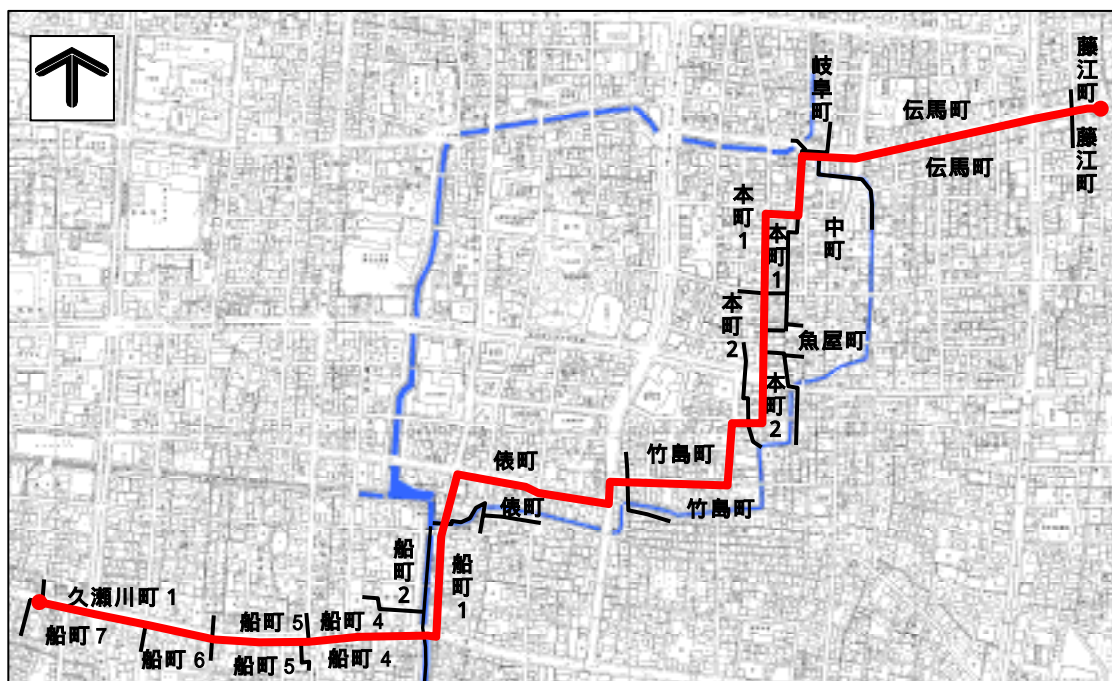 藤江町
岐阜町
伝馬町
伝馬町
藤江町
本町1
本町1
中町
本町2
魚屋町
本町2
竹島町
俵町
俵町
竹島町
船町2
船町1
久瀬川町 1
船町 5
船町 4
船町 7
船町 6
船町 5
船町 4